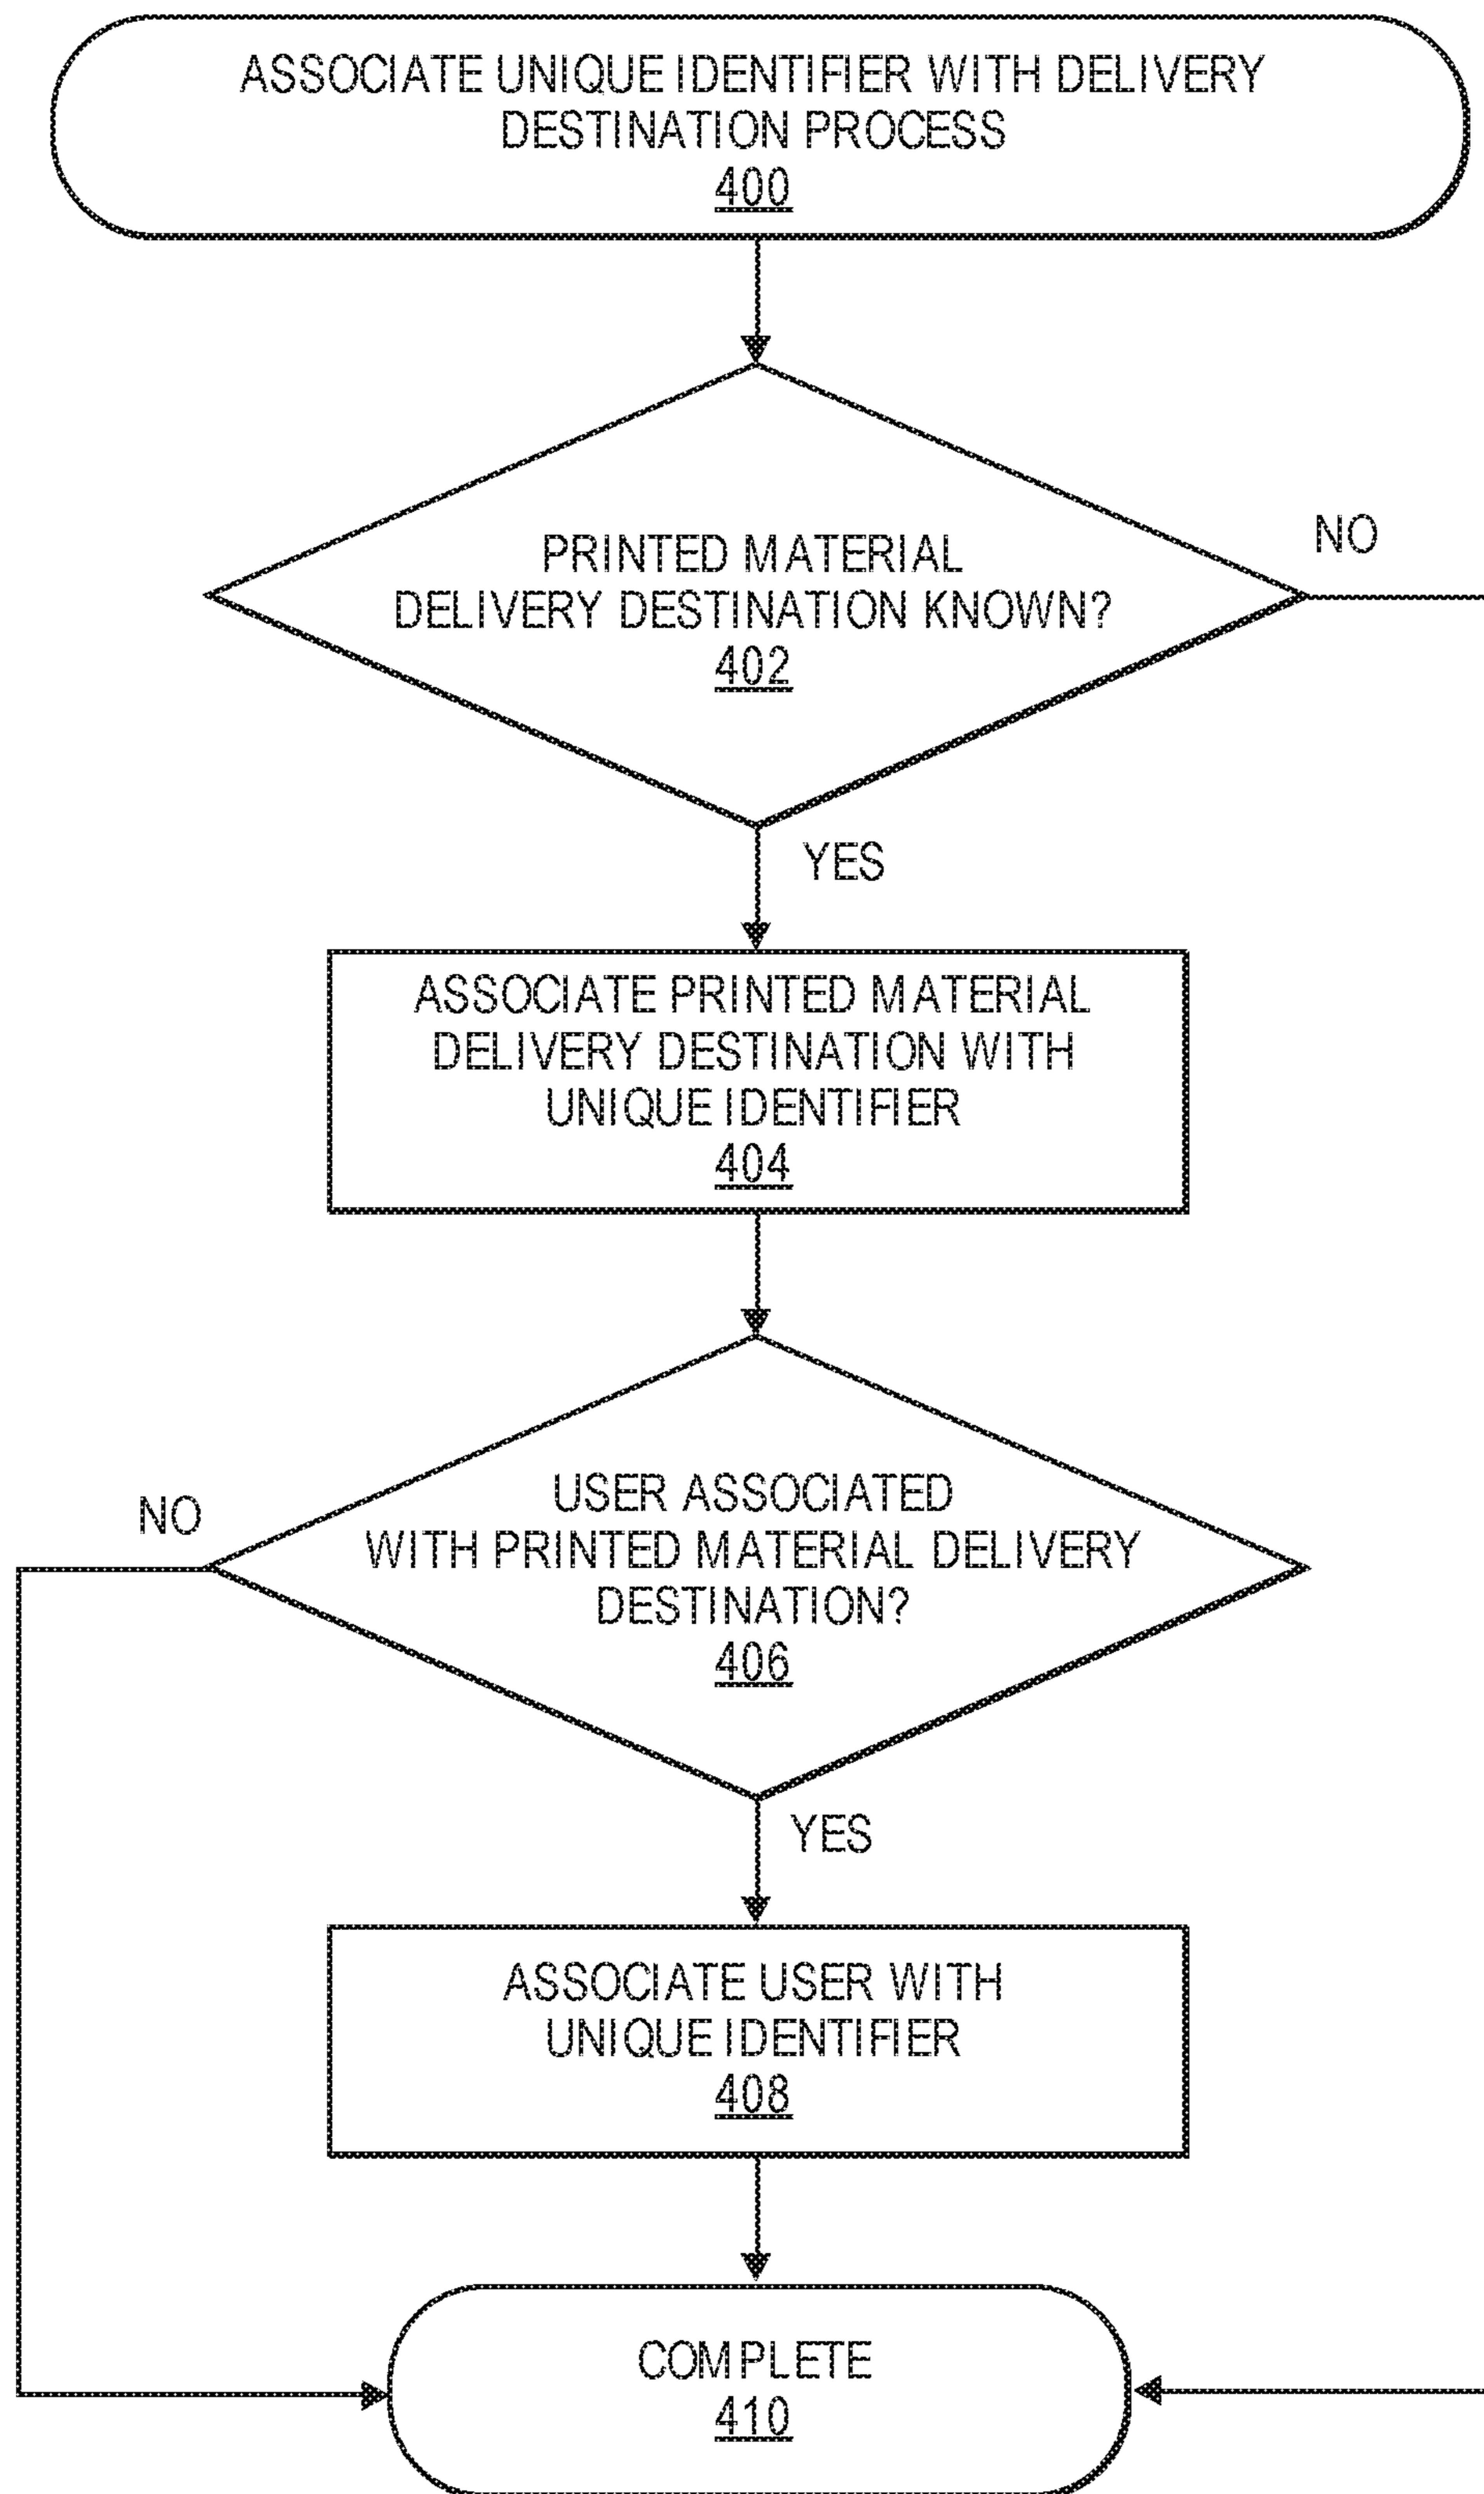 ASSOCIATE UNIQUE IDENTIFIER WITH DELIVERY
DESTINATION PROCESS
400
NO
PRINTED MATERIAL
DELIVERY DESTINATION KNOWN?
402
YES
ASSOCIATE PRINTED MATERIAL
DELIVERY DESTINATION WITH
UNIQUE IDENTIFIER
404
NO
USER ASSOCIATED
WITH PRINTED MATERIAL DELIVERY
DESTINATION?
406
YES
ASSOCIATE USER WITH
UNIQUE IDENTIFIER
408
COMPLETE
410